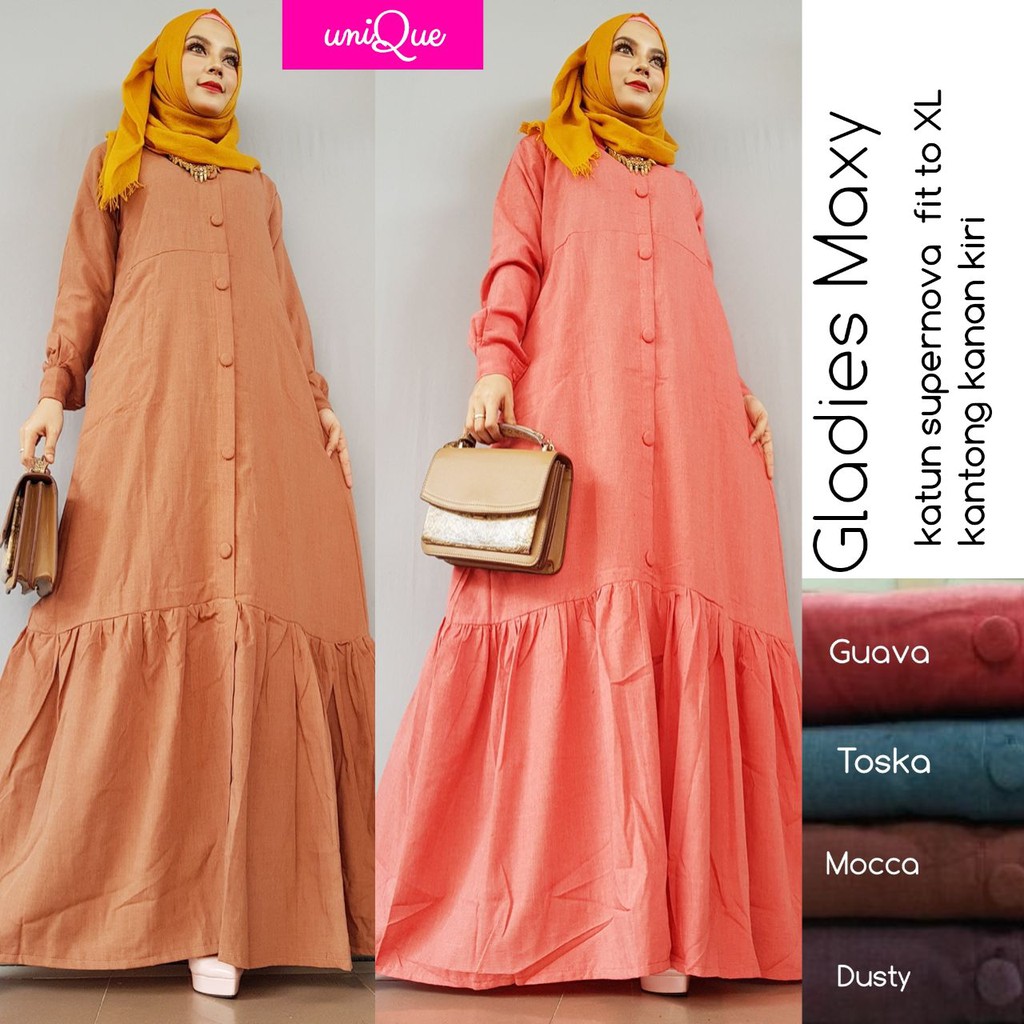 uniQue
Gladies Maxy
katun supernova fit to XL
kantong kanan kiri
Guava
Toska
Mocca
Dusty